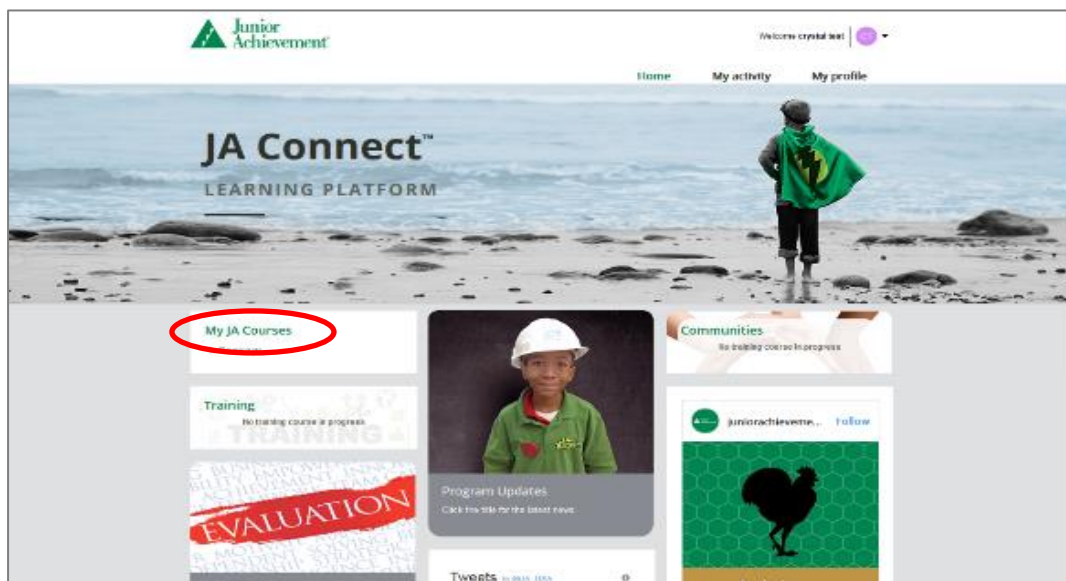 Junior
Achievement®
Welcome crystal test
Home My activity My profile
JA Connect™
LEARNING PLATFORM
My JA Courses
Communities
No training course in progress
Training
No training course in progress
TRAINING
juniorachieveme... Follow
EVALUATION
Program Updates
Click the title for the latest news
Tweets